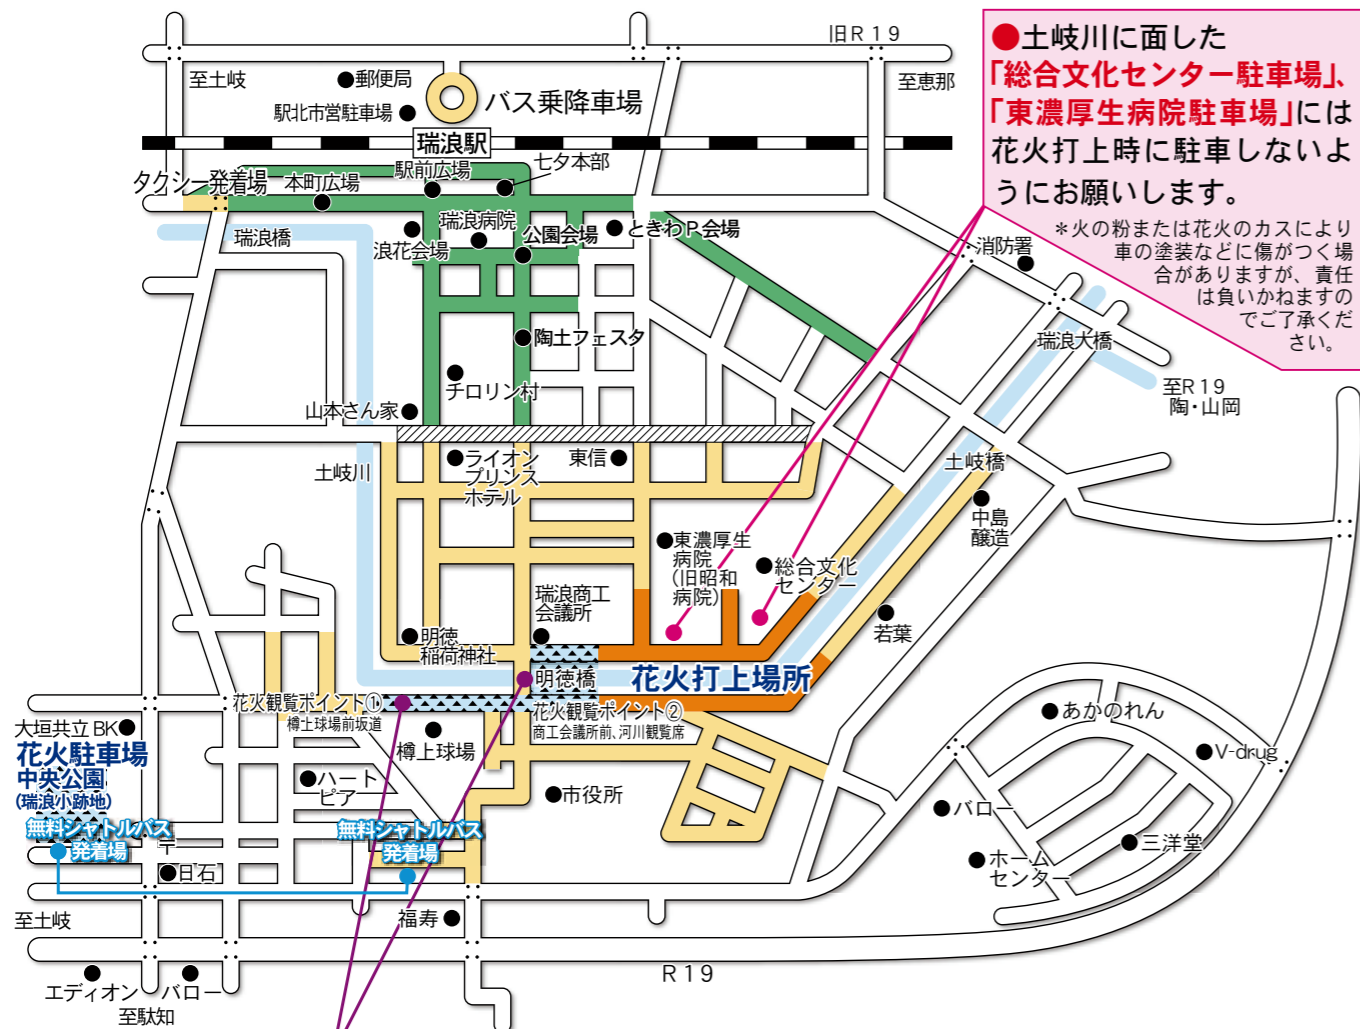 旧R19
至土岐
郵便局
至恵那
バス乗降車場
駅北市営駐車場
瑞浪駅
●土岐川に面した
「総合文化センター駐車場」、
「東濃厚生病院駐車場」には
花火打上時に駐車しないよ
うにお願いします。
＊火の粉または花火のカスにより
車の塗装などに傷がつく場
合がありますが、責任
は負いかねますの
でご了承くだ
さい。
タクシー発着場
本町広場
駅前広場
七夕本部
瑞浪橋
浪花会場
瑞浪病院
公園会場
ときわP会場
消防署
陶土フェスタ
瑞浪大橋
チロリン村
山本さん家
至R19
陶・山岡
土岐川
ライオン
プリンス
ホテル
東信
土岐橋
中島
醸造
東濃厚生
病院
(旧昭和
病院)
総合文化
センター
瑞浪商工
会議所
若葉
明徳
稲荷神社
明徳橋
花火打上場所
花火観覧ポイント①
樽上球場前坂道
花火観覧ポイント②
商工会議所前、河川観覧席
大垣共立BK
樽上球場
あかのれん
V-drug
花火駐車場
中央公園
(瑞浪小跡地)
ハート
ピア
市役所
バロー
無料シャトルバス
発着場
無料シャトルバス
発着場
〒
三洋堂
日石
ホーム
センター
至土岐
福寿
R19
エディオン
バロー
至駄知